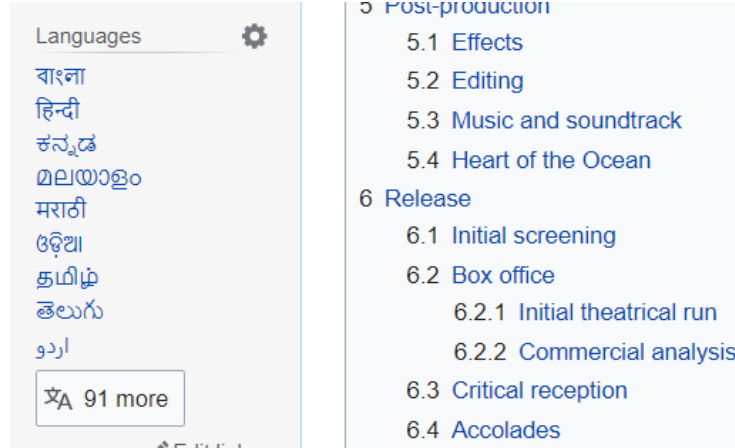 Languages
বাংলা
हिन्दी
ಕನ್ನಡ
മലയാളം
मराठी
ଓଡ଼ିଆ
தமிழ்
తెలుగు
اردو
91 more
5 Post-production
5.1 Effects
5.2 Editing
5.3 Music and soundtrack
5.4 Heart of the Ocean
6 Release
6.1 Initial screening
6.2 Box office
6.2.1 Initial theatrical run
6.2.2 Commercial analysis
6.3 Critical reception
6.4 Accolades